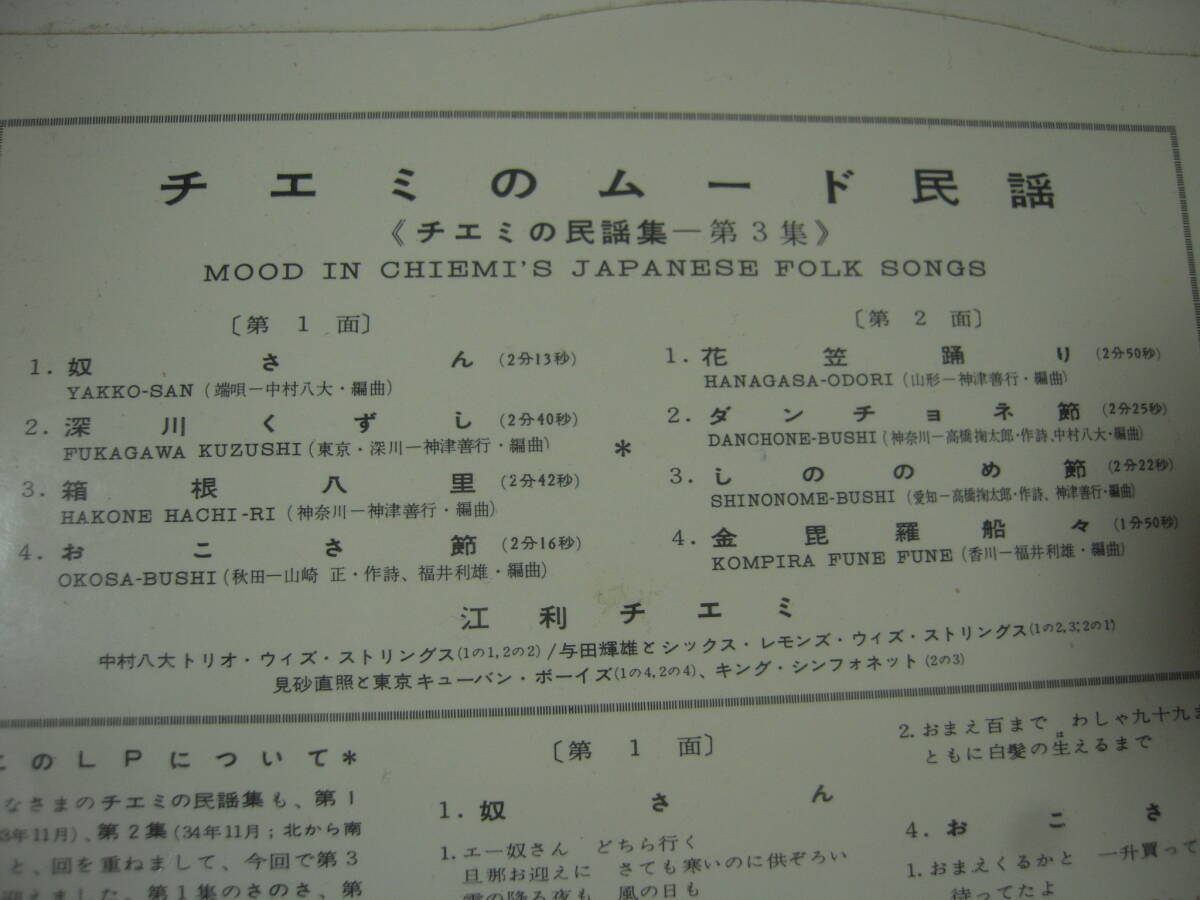 チエミのムード民謡
《チエミの民謡集―第3集》
MOOD IN CHIEMI'S JAPANESE FOLK SONGS
〔第1面〕
1. 奴さん (2分13秒)
YAKKO-SAN (端唄―中村八大・編曲)
2. 深川くずし (2分40秒)
FUKAGAWA KUZUSHI (東京・深川―神津善行・編曲)
3. 箱根八里 (2分42秒)
HAKONE HACHI-RI (神奈川―神津善行・編曲)
4. おこさ節 (2分16秒)
OKOSA-BUSHI (秋田―山崎 正・作詩、福井利雄・編曲)
*
〔第2面〕
1. 花笠踊り (2分50秒)
HANAGASA-ODORI (山形―神津善行・編曲)
2. ダンチョネ節 (2分25秒)
DANCHONE-BUSHI (神奈川―高橋掬太郎・作詩、中村八大・編曲)
3. しののめ節 (2分22秒)
SHINONOME-BUSHI (愛知―高橋掬太郎・作詩、神津善行・編曲)
4. 金毘羅船々 (1分50秒)
KOMPIRA FUNE FUNE (香川―福井利雄・編曲)
江利チエミ
中村八大トリオ・ウィズ・ストリングス(1の1,2の2)/与田輝雄とシックス・レモンズ・ウィズ・ストリングス(1の2,3;2の1)
見砂直照と東京キューバン・ボーイズ(1の4,2の4)、キング・シンフォネット(2の3)
このLPについて*
なさまのチエミの民謡集も、第1
3年11月)、第2集(34年11月;北から南
と、回を重ねまして、今回で第3
迎えました。第1集のさのさ、第
〔第1面〕
1. 奴さん
1. エー奴さん どちら行く
旦那お迎えに さても寒いのに供ぞろい
雪の降る夜も 風の日も
2. おまえ百まで わしゃ九十九ま
ともに白髪の生えるまで
は
4. おこさ
1. おまえくるかと 一升買って
待ってたよ